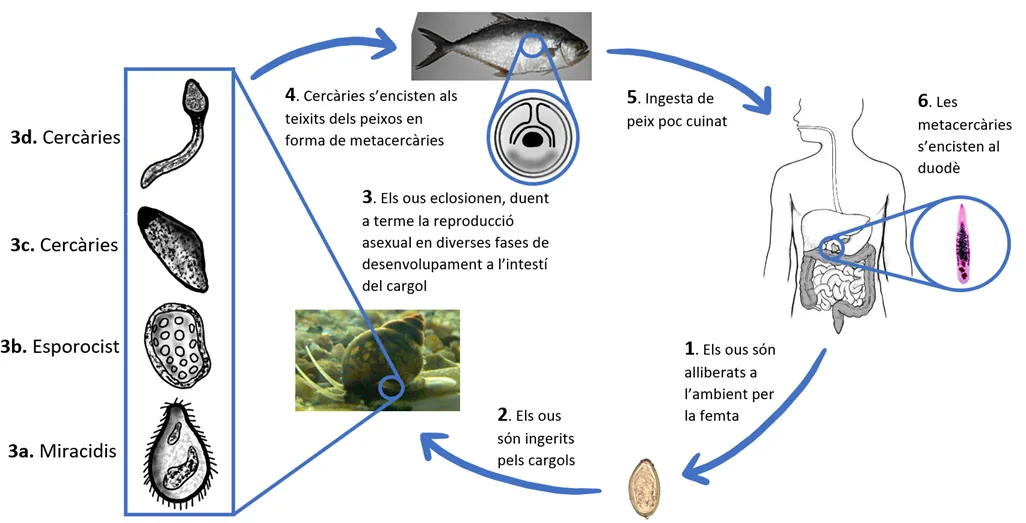 3d. Cercàries
3c. Cercàries
3b. Esporocist
3a. Miracidis
4. Cercàries s’encisten als
teixits dels peixos en
forma de metacercàries
3. Els ous eclosionen, duent
a terme la reproducció
asexual en diverses fases de
desenvolupament a l’intestí
del cargol
5. Ingesta de
peix poc cuinat
6. Les
metacercàries
s’encisten al
duodè
1. Els ous són
alliberats a
l’ambient per
la femta
2. Els ous
són ingerits
pels cargols